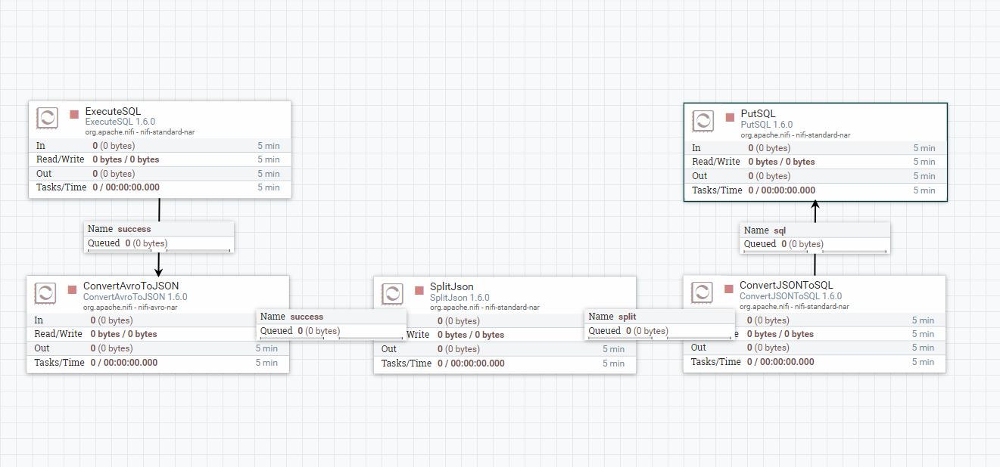 ExecuteSQL
ExecuteSQL 1.6.0
org.apache.nifi - nifi-standard-nar
In 0 (0 bytes) 5 min
Read/Write 0 bytes / 0 bytes 5 min
Out 0 (0 bytes) 5 min
Tasks/Time 0 / 00:00:00.000 5 min
Name success
Queued 0 (0 bytes)
ConvertAvroToJSON
ConvertAvroToJSON 1.6.0
org.apache.nifi - nifi-avro-nar
In 0 (0 bytes)
Read/Write 0 bytes / 0 bytes
Out 0 (0 bytes) 5 min
Tasks/Time 0 / 00:00:00.000 5 min
Name success
Queued 0 (0 bytes)
SplitJson
SplitJson 1.6.0
org.apache.nifi - nifi-standard-nar
0 (0 bytes)
Write 0 bytes / 0 bytes
Out 0 (0 bytes) 5 min
Tasks/Time 0 / 00:00:00.000 5 min
Name split
Queued 0 (0 bytes)
ConvertJSONToSQL
ConvertJSONToSQL 1.6.0
org.apache.nifi - nifi-standard-nar
0 (0 bytes) 5 min
e 0 bytes / 0 bytes 5 min
Out 0 (0 bytes) 5 min
Tasks/Time 0 / 00:00:00.000 5 min
Name sql
Queued 0 (0 bytes)
PutSQL
PutSQL 1.6.0
org.apache.nifi - nifi-standard-nar
In 0 (0 bytes) 5 min
Read/Write 0 bytes / 0 bytes 5 min
Out 0 (0 bytes) 5 min
Tasks/Time 0 / 00:00:00.000 5 min